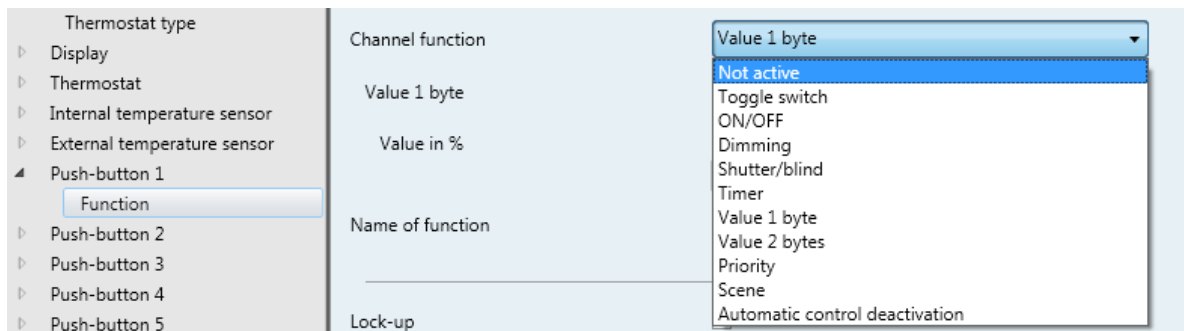 Thermostat type
Display
Thermostat
Internal temperature sensor
External temperature sensor
Push-button 1
Function
Push-button 2
Push-button 3
Push-button 4
Push-button 5
Channel function
Value 1 byte
Value 1 byte
Value in %
Name of function
Lock-up
Not active
Toggle switch
ON/OFF
Dimming
Shutter/blind
Timer
Value 1 byte
Value 2 bytes
Priority
Scene
Automatic control deactivation